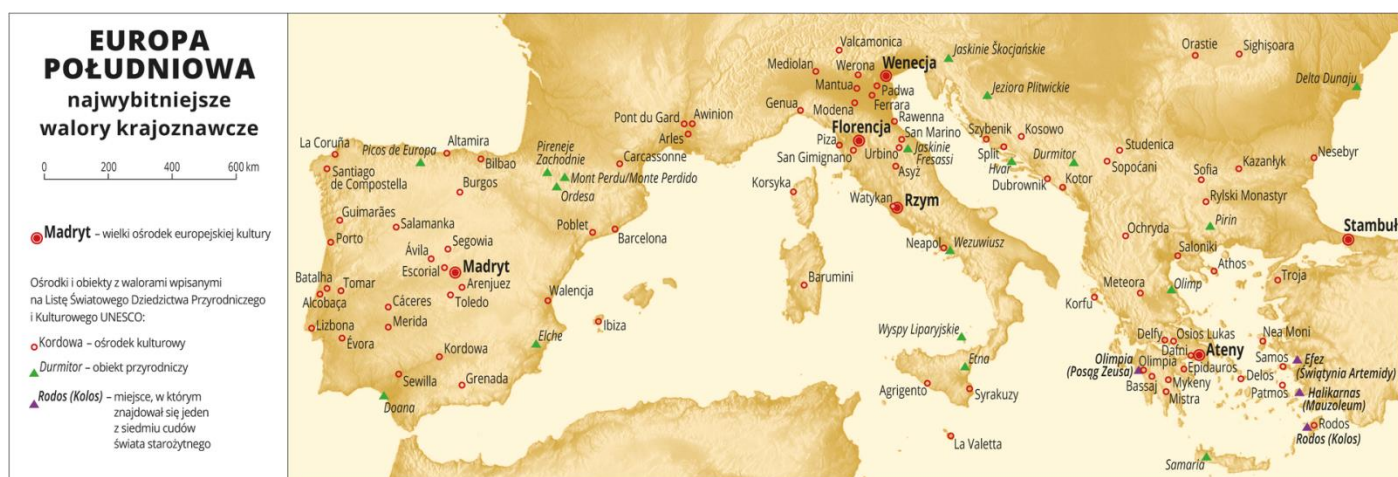 EUROPA
POŁUDNIOWA
najwybitniejsze
walory krajoznawcze
0 200 400 600 km
Madryt – wielki ośrodek europejskiej kultury
Ośrodki i obiekty z walorami wpisanymi
na Listę Światowego Dziedzictwa Przyrodniczego
i Kulturowego UNESCO:
Kordowa – ośrodek kulturowy
Durmitor – obiekt przyrodniczy
Rodos (Kolos) – miejsce, w którym
znajdował się jeden
z siedmiu cudów
świata starożytnego
La Coruña
Picos de Europa
Altamira
Bilbao
Santiago
de Compostella
Burgos
Guimarães
Salamanka
Porto
Ávila
Segowia
Escorial
Madryt
Arenjuez
Toledo
Batalha
Tomar
Alcobaça
Cáceres
Merida
Lizbona
Évora
Kordowa
Sewilla
Grenada
Doana
Elche
Walencja
Ibiza
Pireneje
Zachodnie
Mont Perdu/Monte Perdido
Ordesa
Poblet
Barcelona
Carcassonne
Pont du Gard
Awinion
Arles
Korsyka
Barumini
Valcamonica
Mediolan
Werona
Wenecja
Mantua
Padwa
Ferrara
Genua
Modena
Rawenna
Florencja
San Marino
Piza
Urbino
Jaskinie
Fresassi
San Gimignano
Asyż
Watykan
Rzym
Neapol
Wezuwiusz
Wyspy Liparyjskie
Etna
Agrigento
Syrakuzy
La Valetta
Jaskinie Škocjańskie
Jeziora Plitwickie
Szybenik
Kosowo
Split
Hvar
Durmitor
Dubrownik
Kotor
Studenica
Sopoćani
Orastie
Sighişoara
Delta Dunaju
Nesebyr
Kazanłyk
Sofia
Rylski Monastyr
Pirin
Ochryda
Saloniki
Stambuł
Athos
Troja
Meteora
Olimp
Korfu
Delfy
Osios Lukas
Nea Moni
Dafni
Ateny
Samos
Efez
(Świątynia Artemidy)
Olimpia
(Posąg Zeusa)
Olimpia
Epidauros
Delos
Bassaj
Mykeny
Mistra
Patmos
Halikarnas
(Mauzoleum)
Rodos
Rodos (Kolos)
Samaria